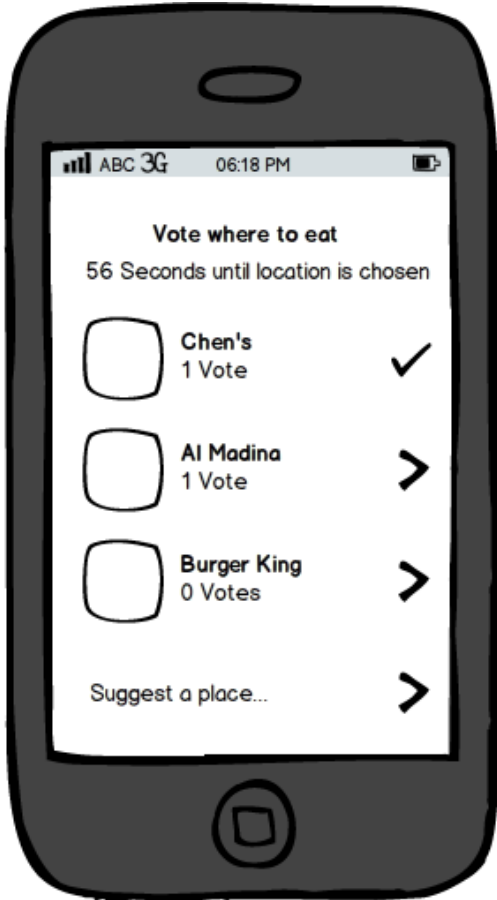 ABC 3G 06:18 PM
Vote where to eat
56 Seconds until location is chosen
Chen's
1 Vote
Al Madina
1 Vote
Burger King
0 Votes
Suggest a place...